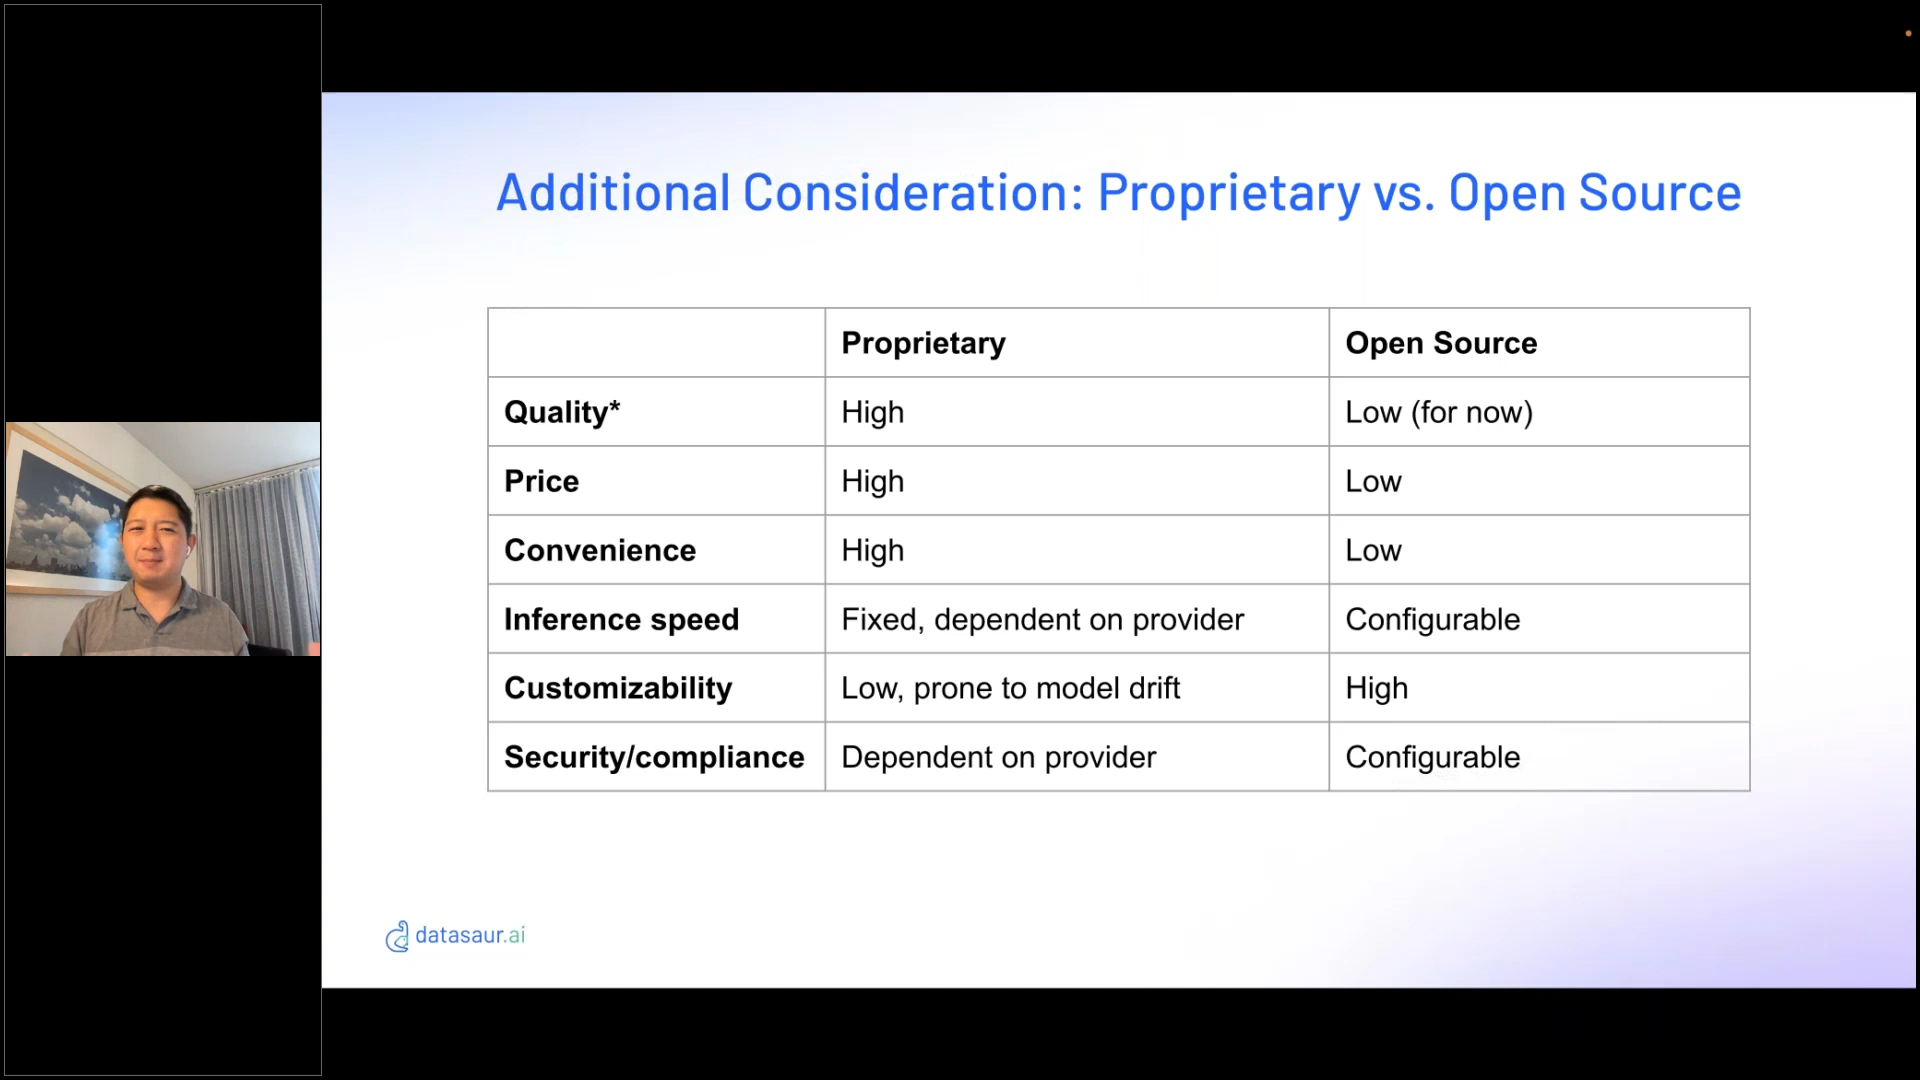 Additional Consideration: Proprietary vs. Open Source
Proprietary Open Source
Quality* High Low (for now)
Price High Low
Convenience High Low
Inference speed Fixed, dependent on provider Configurable
Customizability Low, prone to model drift High
Security/compliance Dependent on provider Configurable
datasaur.ai